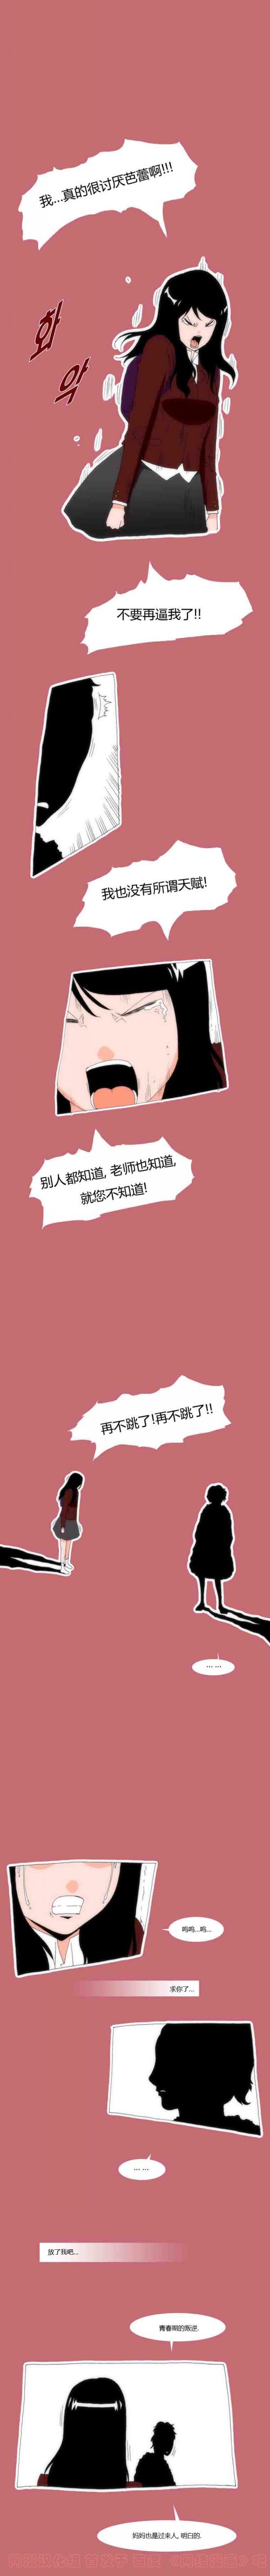 我...真的很讨厌芭蕾啊!!!
화악
不要再逼我了!!
我也没有所谓天赋!
别人都知道, 老师也知道,
就您不知道!
再不跳了!再不跳了!!
... ...
呜呜...呜...
求你了...
... ...
放了我吧...
青春期的叛逆.
妈妈也是过来人, 明白的.